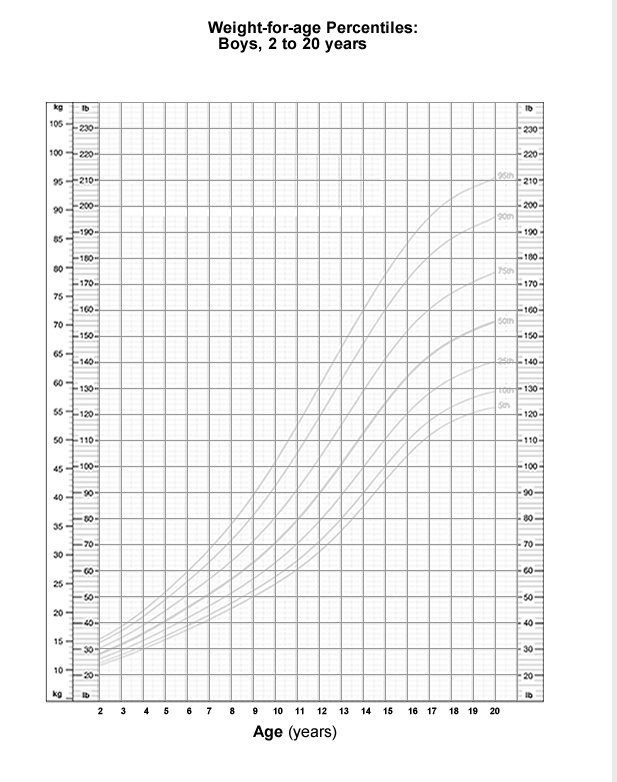 Weight-for-age Percentiles:
Boys, 2 to 20 years
kg lb lb
105 230 230
100 220 220
95 210 95th 210
90 200 90th 200
85 190 190
80 180 75th 180
75 170 170
70 160 50th 160
65 150 150
60 140 25th 140
55 130 10th 130
50 120 5th 120
45 110 110
40 100 100
35 90 90
30 80 80
25 70 70
20 60 60
15 50 50
10 40 40
30 30
20 20
kg lb lb
2 3 4 5 6 7 8 9 10 11 12 13 14 15 16 17 18 19 20
Age (years)